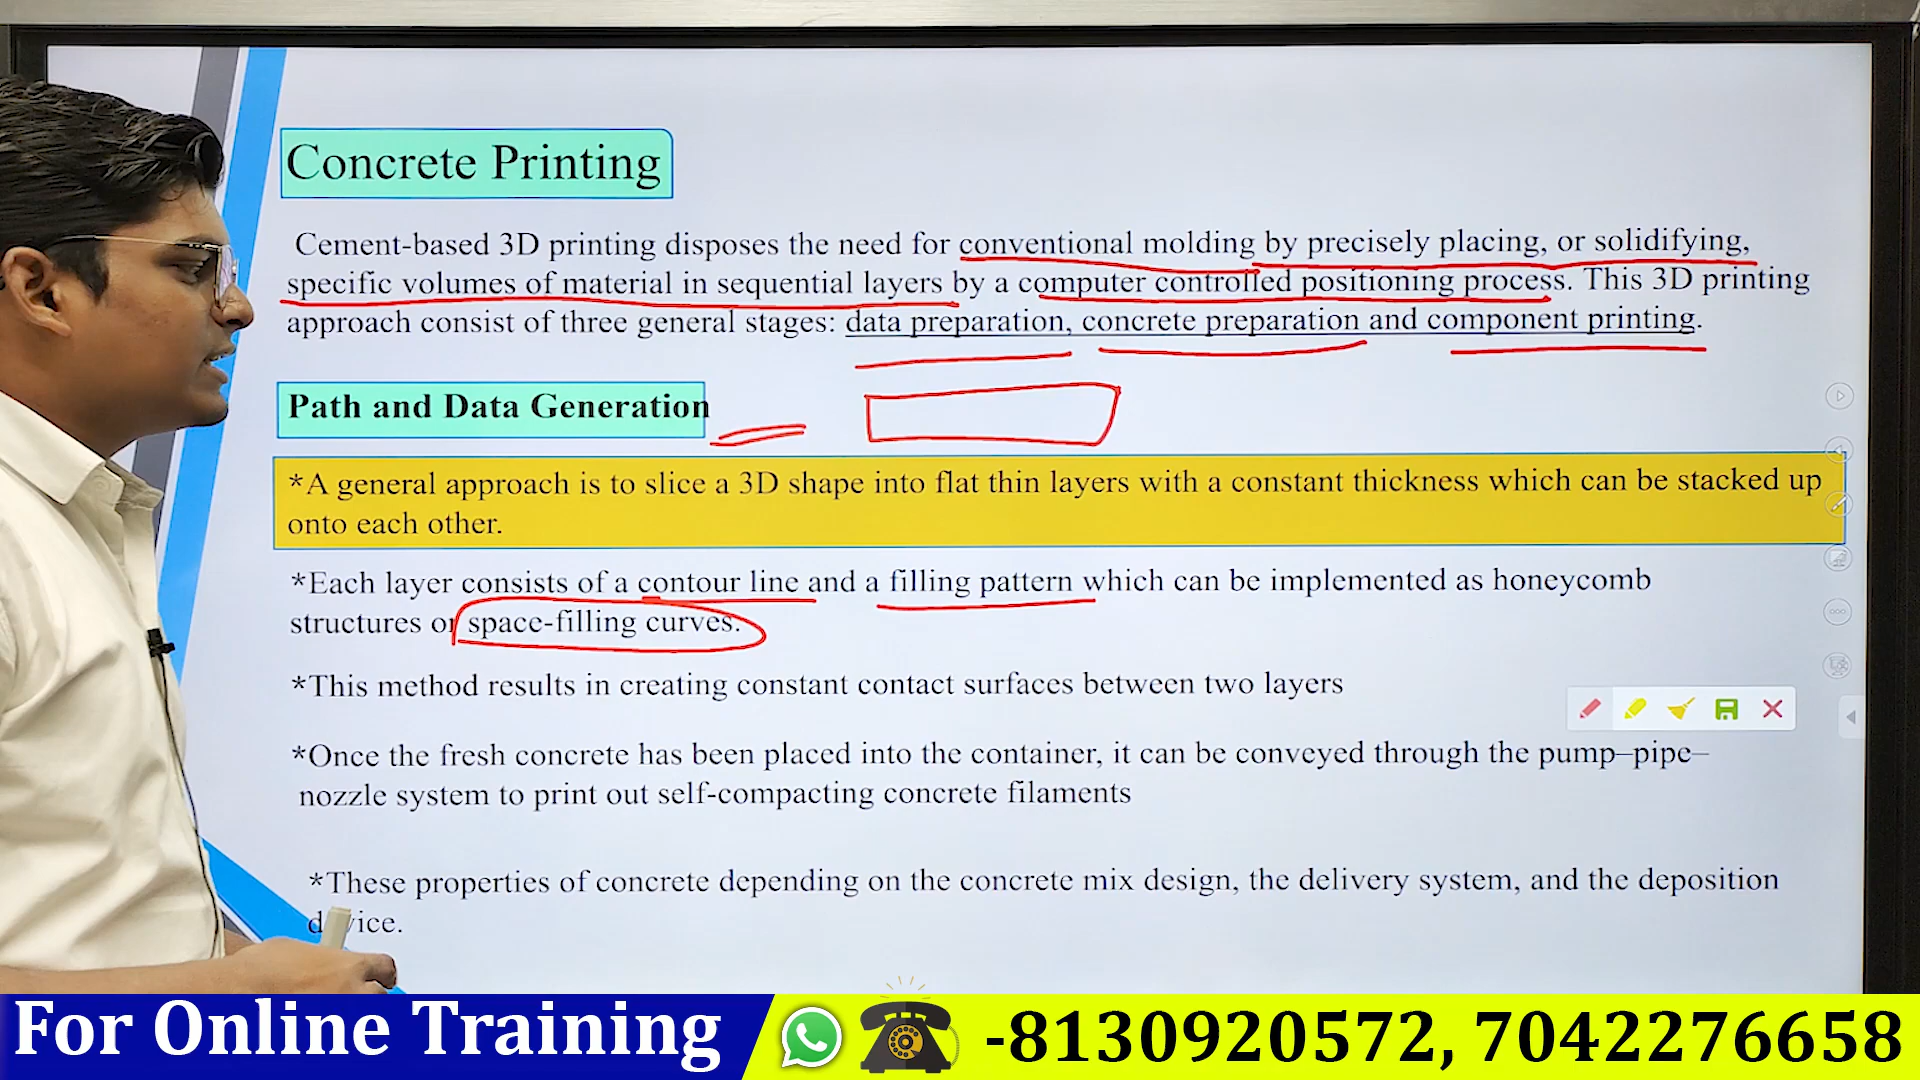 Concrete Printing
Cement-based 3D printing disposes the need for conventional molding by precisely placing, or solidifying,
specific volumes of material in sequential layers by a computer controlled positioning process. This 3D printing
approach consist of three general stages: data preparation, concrete preparation and component printing.
Path and Data Generation
*A general approach is to slice a 3D shape into flat thin layers with a constant thickness which can be stacked up
onto each other.
*Each layer consists of a contour line and a filling pattern which can be implemented as honeycomb
structures or space-filling curves.
*This method results in creating constant contact surfaces between two layers
*Once the fresh concrete has been placed into the container, it can be conveyed through the pump–pipe–
nozzle system to print out self-compacting concrete filaments
*These properties of concrete depending on the concrete mix design, the delivery system, and the deposition
device.
For Online Training -8130920572, 7042276658